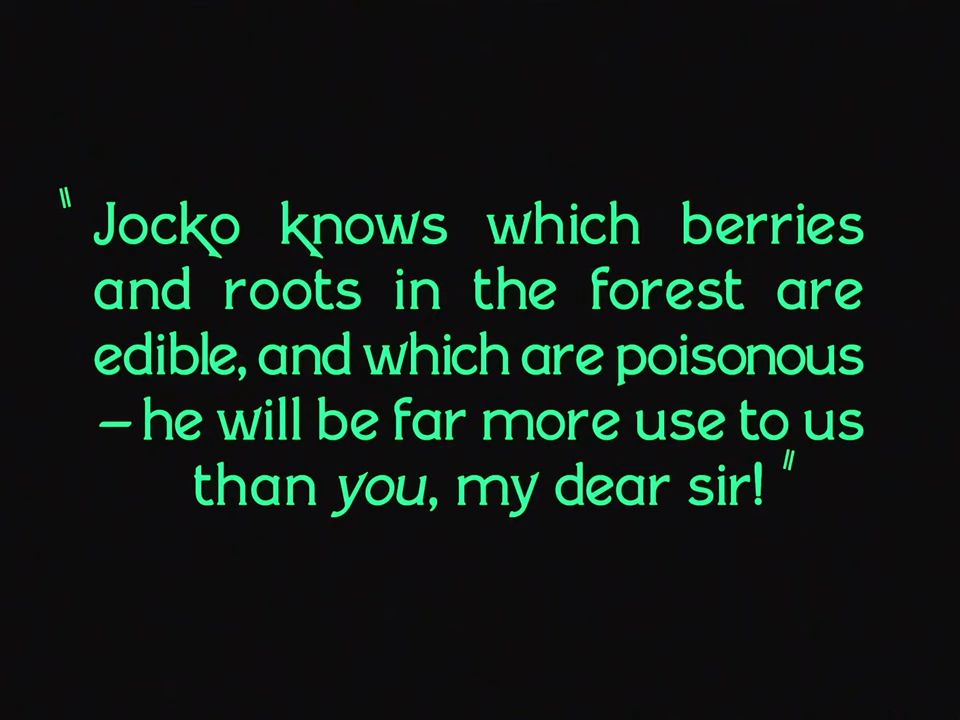 "Jocko knows which berries
and roots in the forest are
edible, and which are poisonous
– he will be far more use to us
than you, my dear sir!"